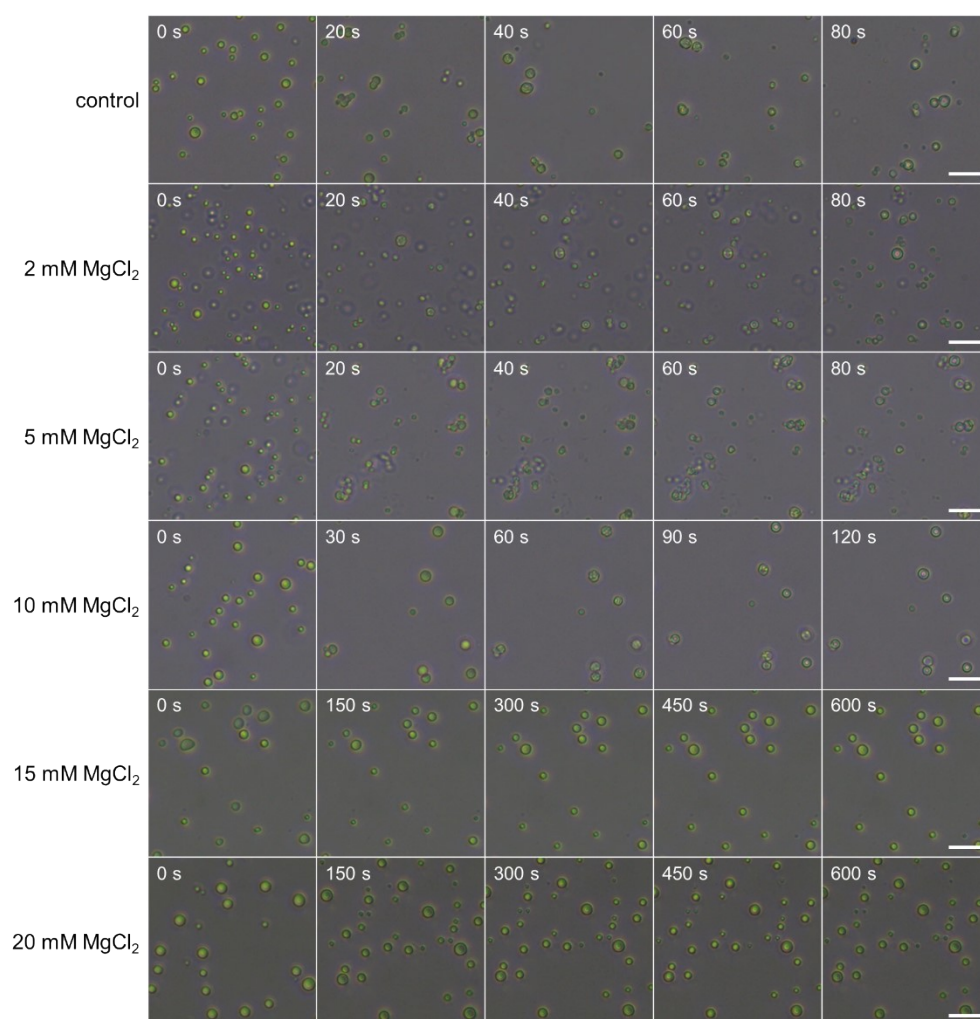 0 s 20 s 40 s 60 s 80 s
control
0 s 20 s 40 s 60 s 80 s
2 mM MgCl₂
0 s 20 s 40 s 60 s 80 s
5 mM MgCl₂
0 s 30 s 60 s 90 s 120 s
10 mM MgCl₂
0 s 150 s 300 s 450 s 600 s
15 mM MgCl₂
0 s 150 s 300 s 450 s 600 s
20 mM MgCl₂